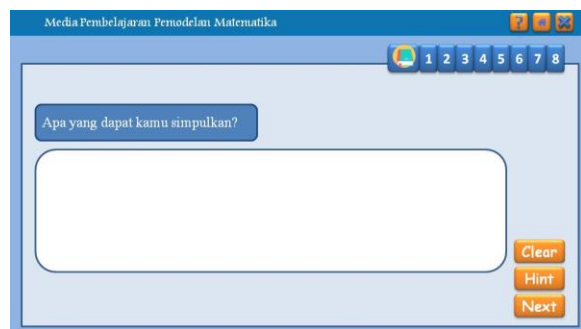 Media Pembelajaran Pemodelan Matematika
?
1 2 3 4 5 6 7 8
Apa yang dapat kamu simpulkan?
Clear
Hint
Next